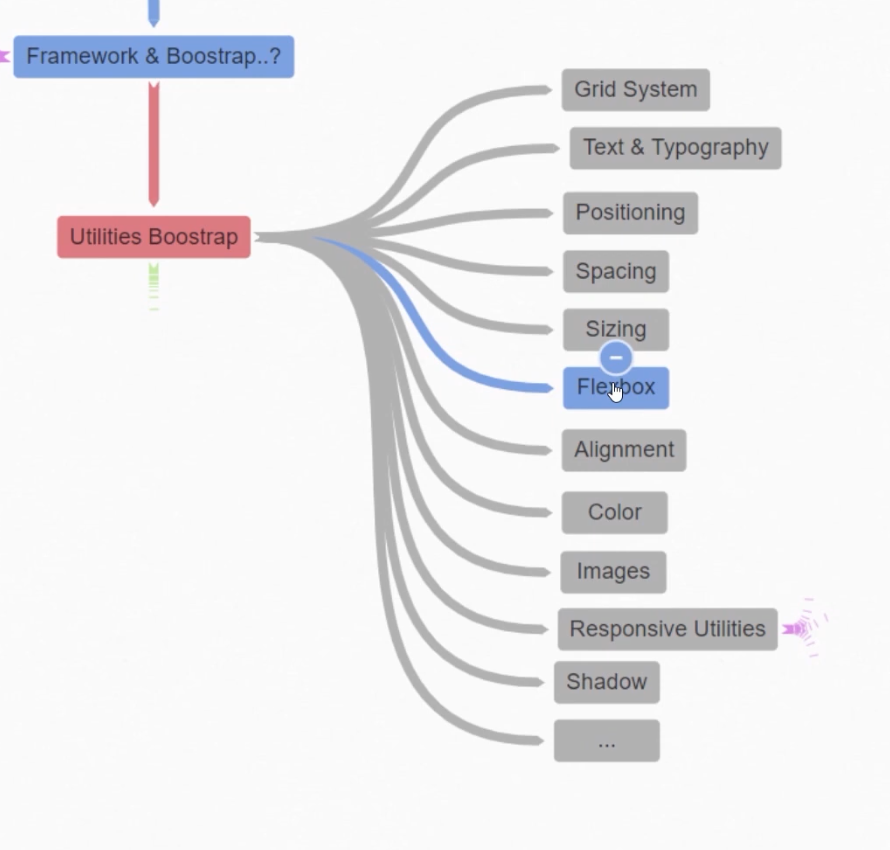 Framework & Boostrap..?
Utilities Boostrap
Grid System
Text & Typography
Positioning
Spacing
Sizing
Flexbox
Alignment
Color
Images
Responsive Utilities
Shadow
...